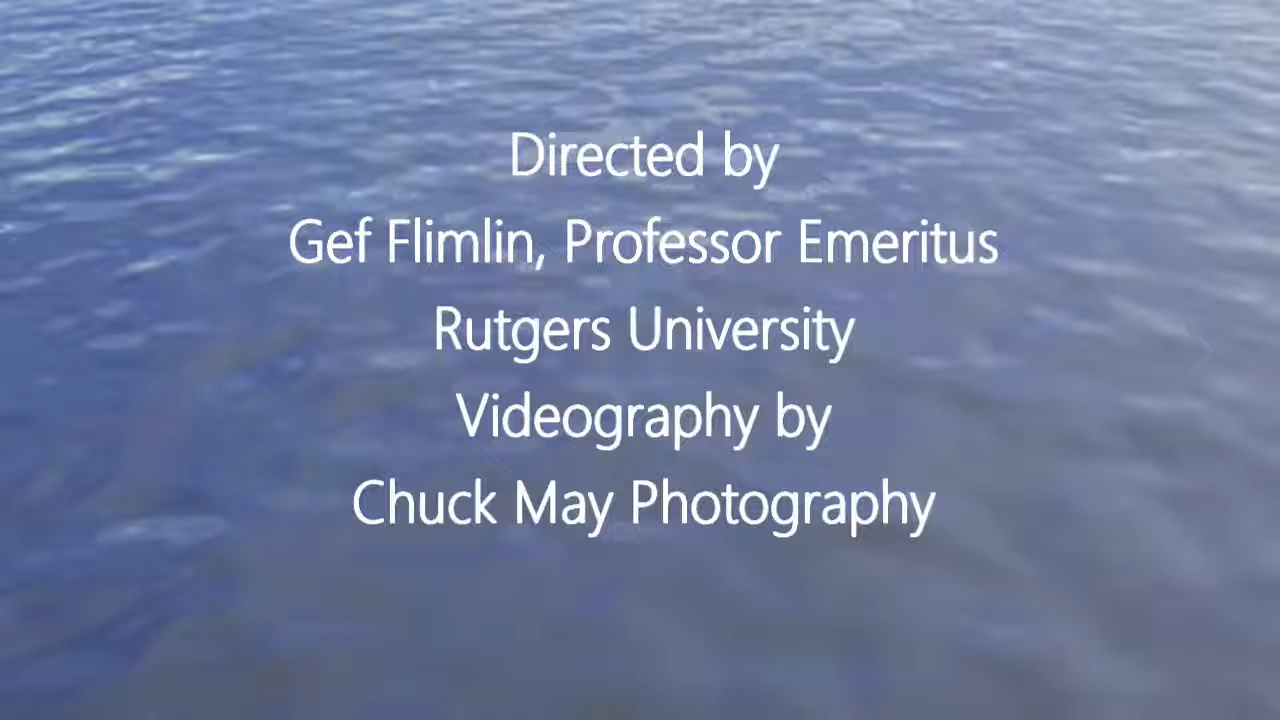 Directed by
Gef Flimlin, Professor Emeritus
Rutgers University
Videography by
Chuck May Photography